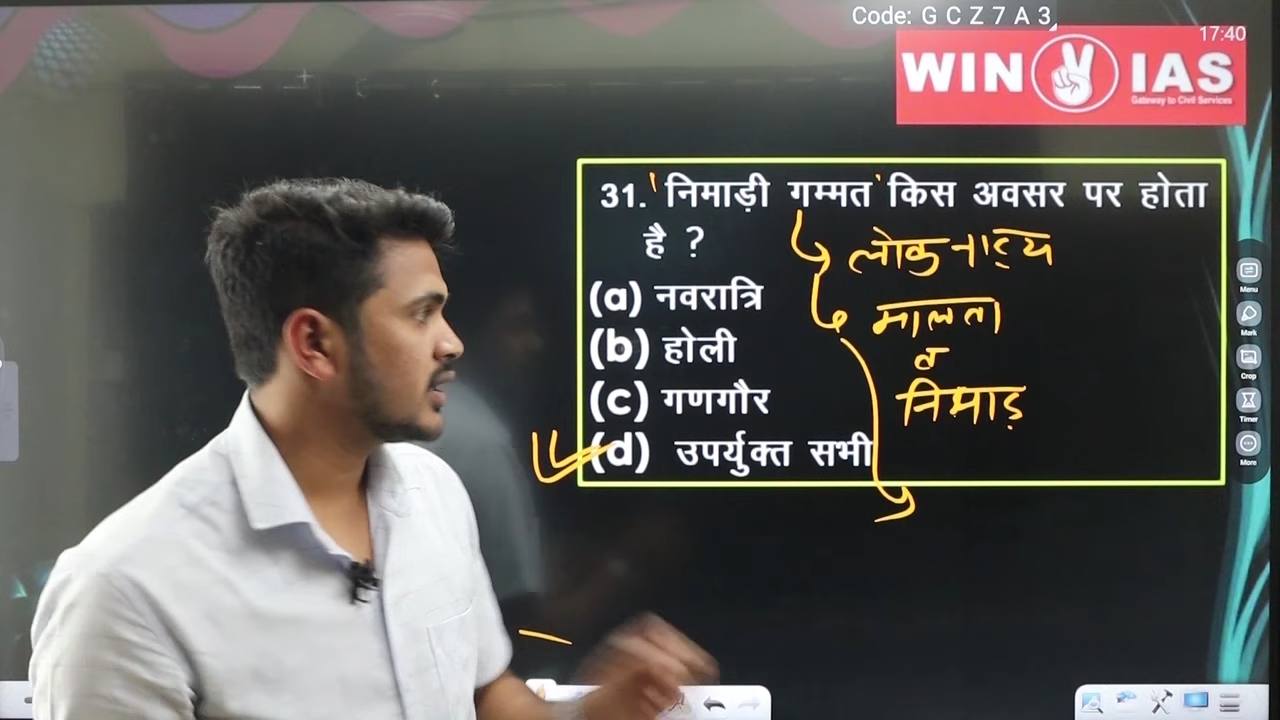 Code: G C Z 7 A 3
17:40
WIN IAS
Gateway to Civil Services
31. 'निमाड़ी गम्मत' किस अवसर पर होता
है ?
लोक नाट्य
(a) नवरात्रि
मालवा
(b) होली
व
(c) गणगौर
निमाड़
(d) उपर्युक्त सभी
Menu
Mark
Crop
Timer
More